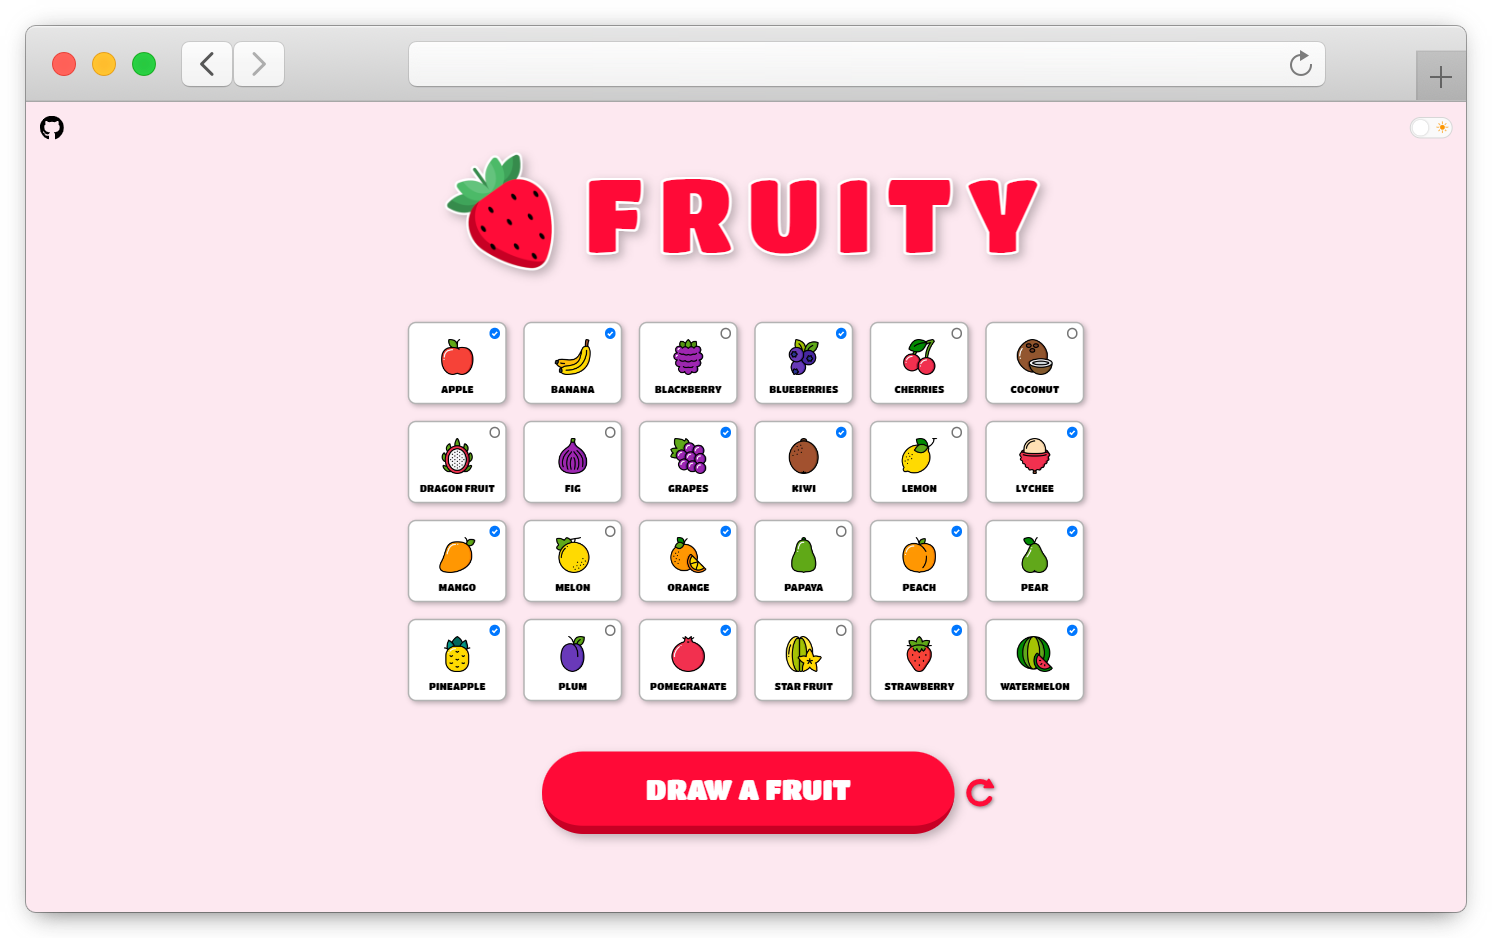 FRUITY
APPLE BANANA BLACKBERRY BLUEBERRIES CHERRIES COCONUT
DRAGON FRUIT FIG GRAPES KIWI LEMON LYCHEE
MANGO MELON ORANGE PAPAYA PEACH PEAR
PINEAPPLE PLUM POMEGRANATE STAR FRUIT STRAWBERRY WATERMELON
DRAW A FRUIT